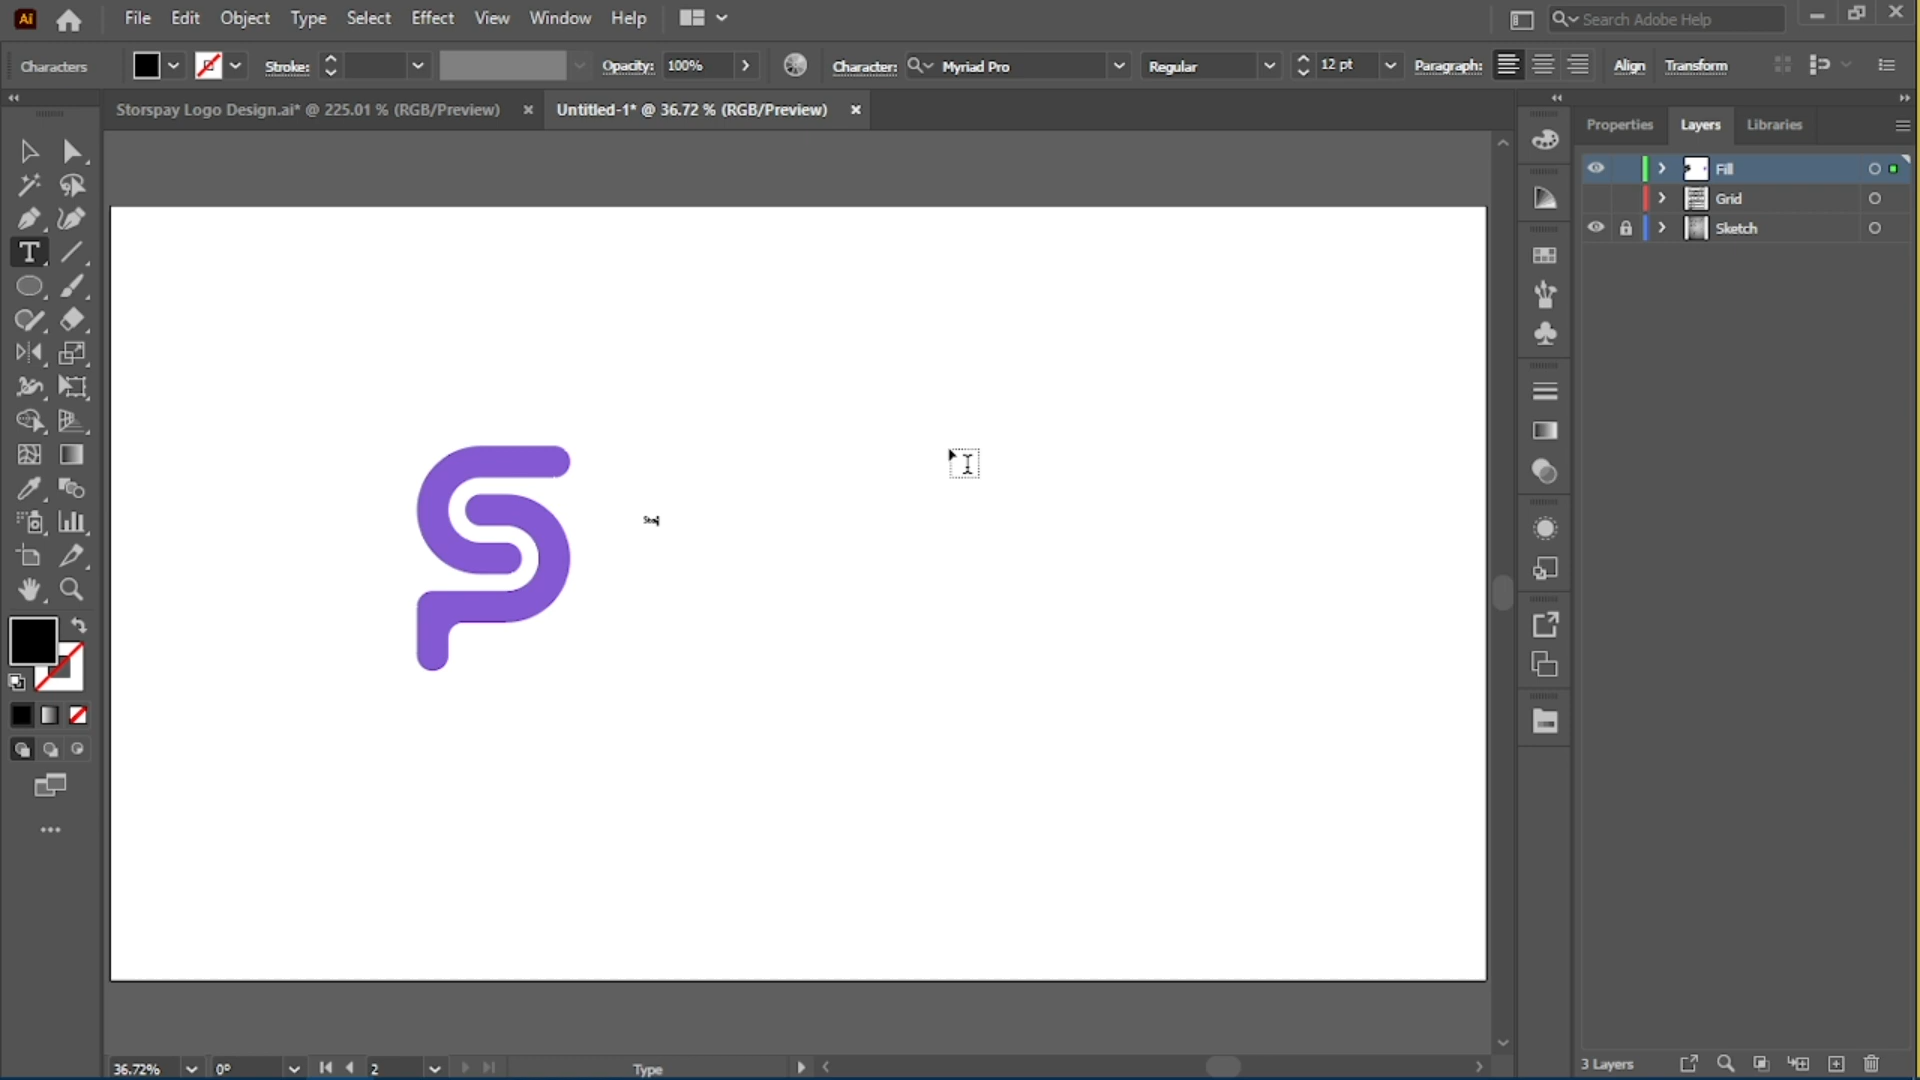 Ai File Edit Object Type Select Effect View Window Help Search Adobe Help
Characters Stroke: Opacity: 100% Character: Myriad Pro Regular 12 pt Paragraph: Align Transform
Storspay Logo Design.ai* @ 225.01 % (RGB/Preview) × Untitled-1* @ 36.72 % (RGB/Preview) ×
Properties Layers Libraries
Fill
Grid
Sketch
36.72% 0° 2 Type
3 Layers